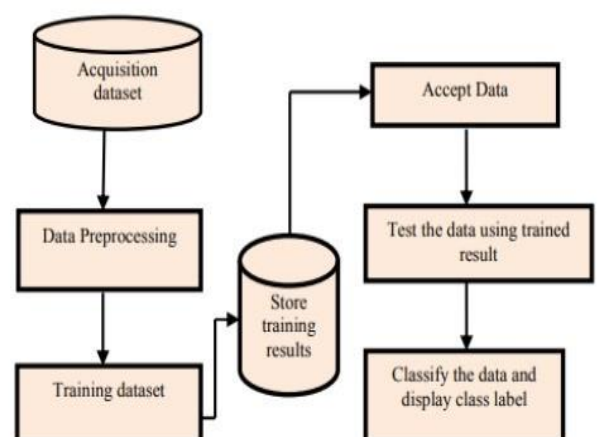 Acquisition
dataset
Data Preprocessing
Training dataset
Store
training
results
Accept Data
Test the data using trained
result
Classify the data and
display class label